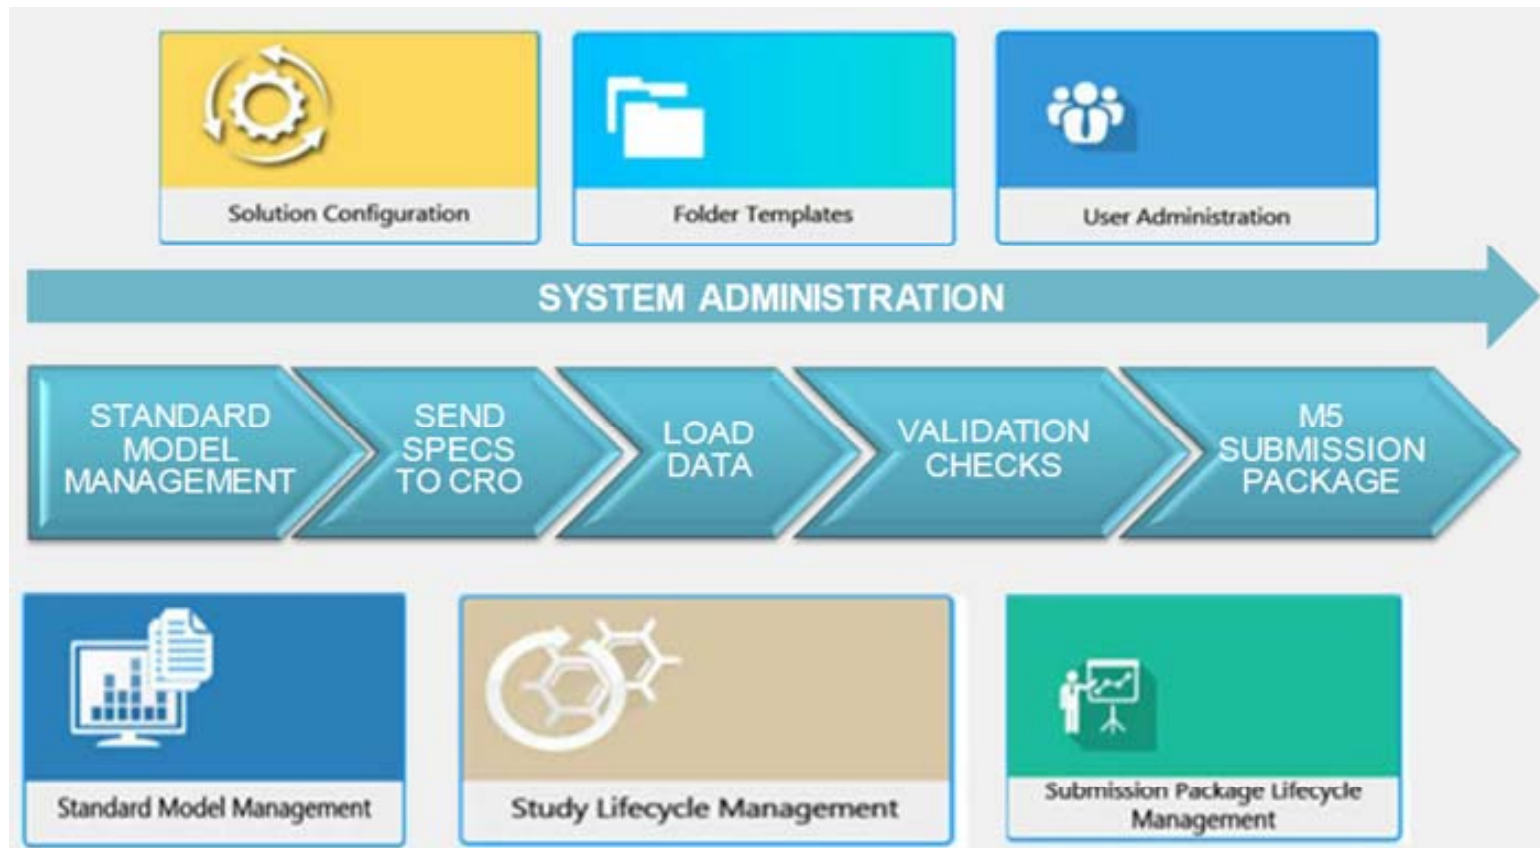 Solution Configuration
Folder Templates
User Administration
SYSTEM ADMINISTRATION
STANDARD
MODEL
MANAGEMENT
SEND
SPECS
TO CRO
LOAD
DATA
VALIDATION
CHECKS
M5
SUBMISSION
PACKAGE
Standard Model Management
Study Lifecycle Management
Submission Package Lifecycle
Management